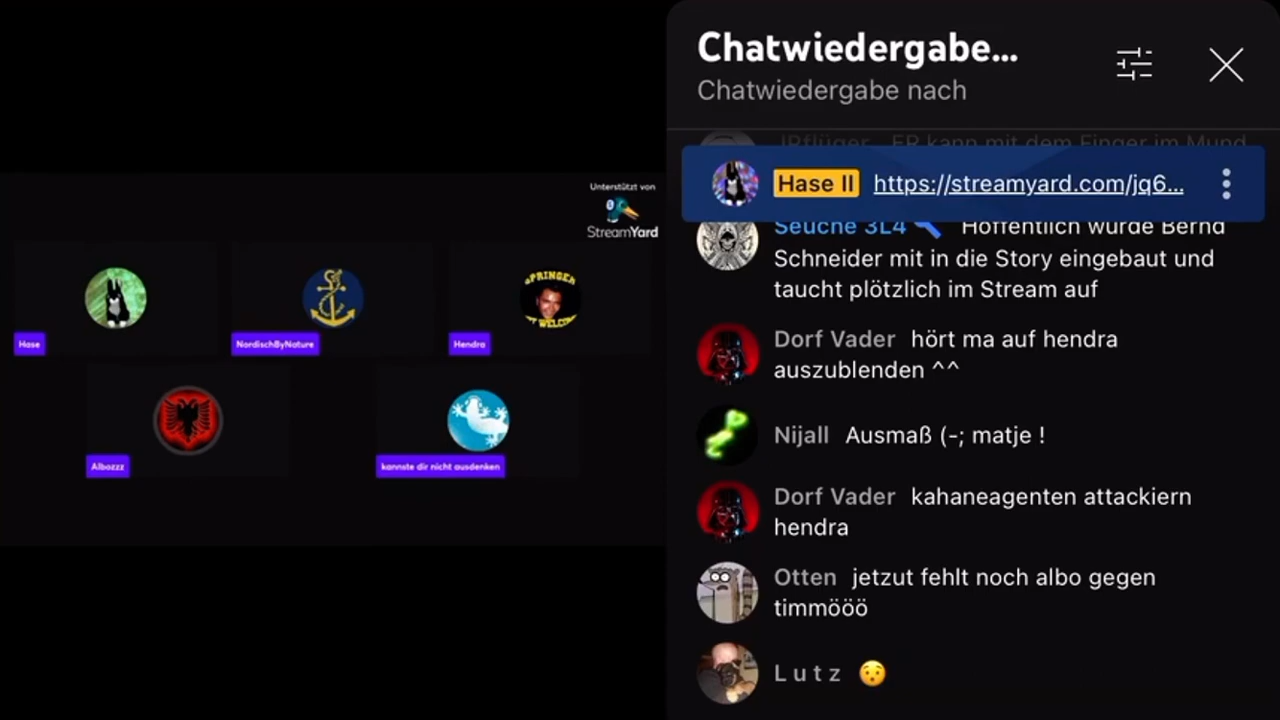 Unterstützt von
StreamYard
Hase
NordischByNature
SPRINGER
WELCO
Hendra
Albozzz
kannste dir nicht ausdenken
Chatwiedergabe...
Chatwiedergabe nach
JPflüger ER kann mit dem Finger im Mund
Hase II https://streamyard.com/jq6...
Seuche 3L4 Hoffentlich wurde Bernd
Schneider mit in die Story eingebaut und
taucht plötzlich im Stream auf
Dorf Vader hört ma auf hendra
auszublenden ^^
Nijall Ausmaß (-; matje !
Dorf Vader kahaneagenten attackiern
hendra
Otten jetzut fehlt noch albo gegen
timmööö
L u t z 😯